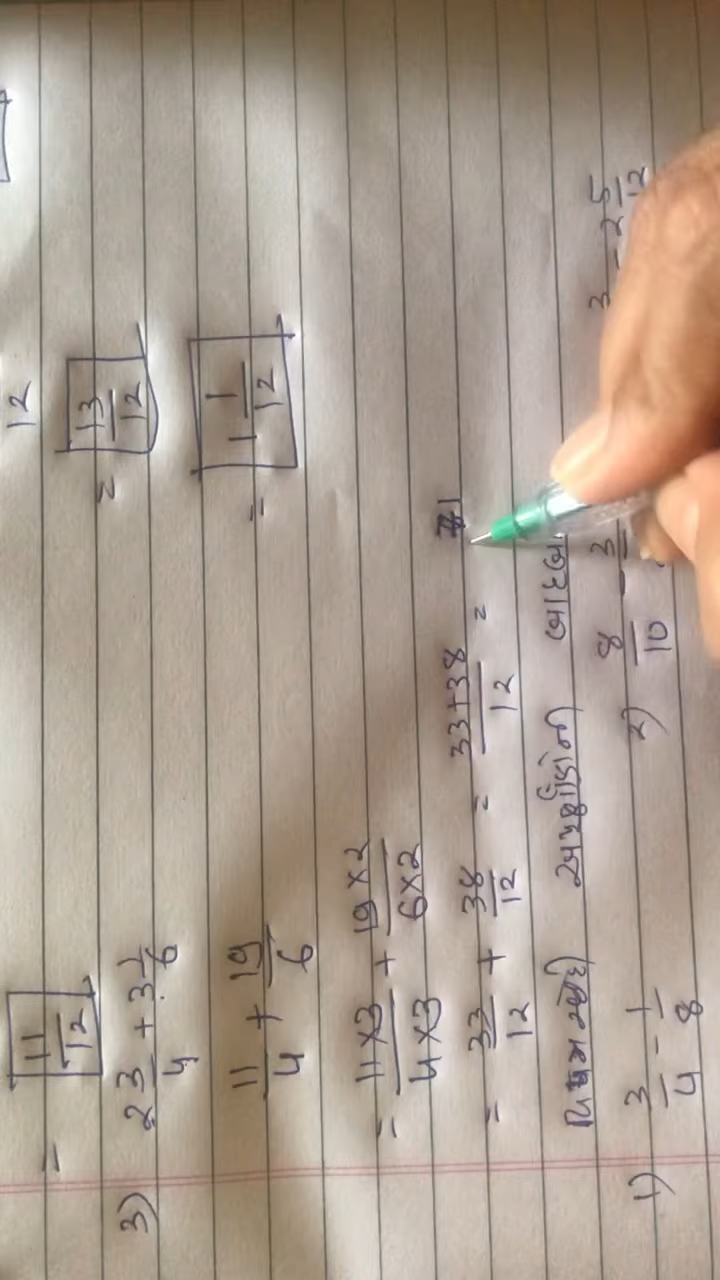 12
= 11/12
= 13/12
3) 2 3/4 + 3 1/6
= 1 1/12
11/4 + 19/6
= 11×3/4×3 + 19×2/6×2
= 33/12 + 38/12 = 33+38/12 = 71
1) 3/4 - 1/8
2) 8/10 - 3
3 - 2 5/12